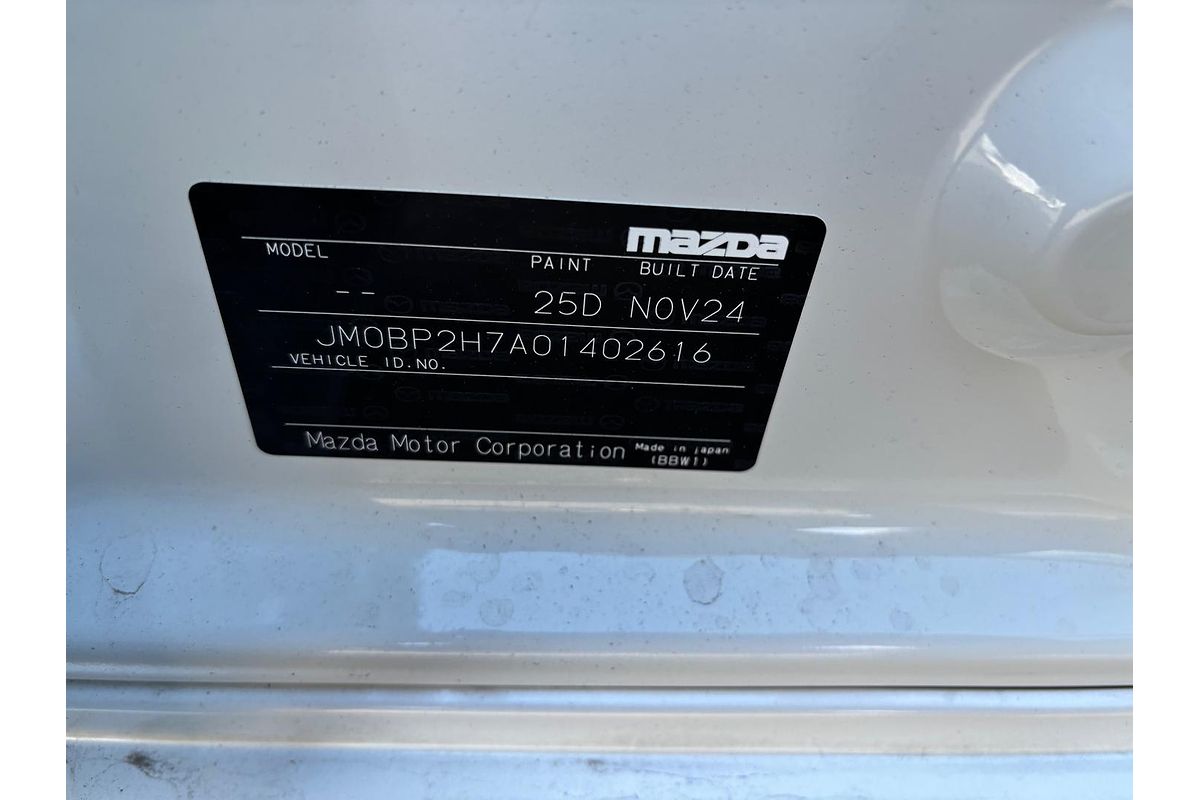 mazda
MODEL PAINT BUILT DATE
-- 25D NOV24
JM0BP2H7A01402616
VEHICLE ID.NO.
Mazda Motor Corporation Made in japan
(BBW1)